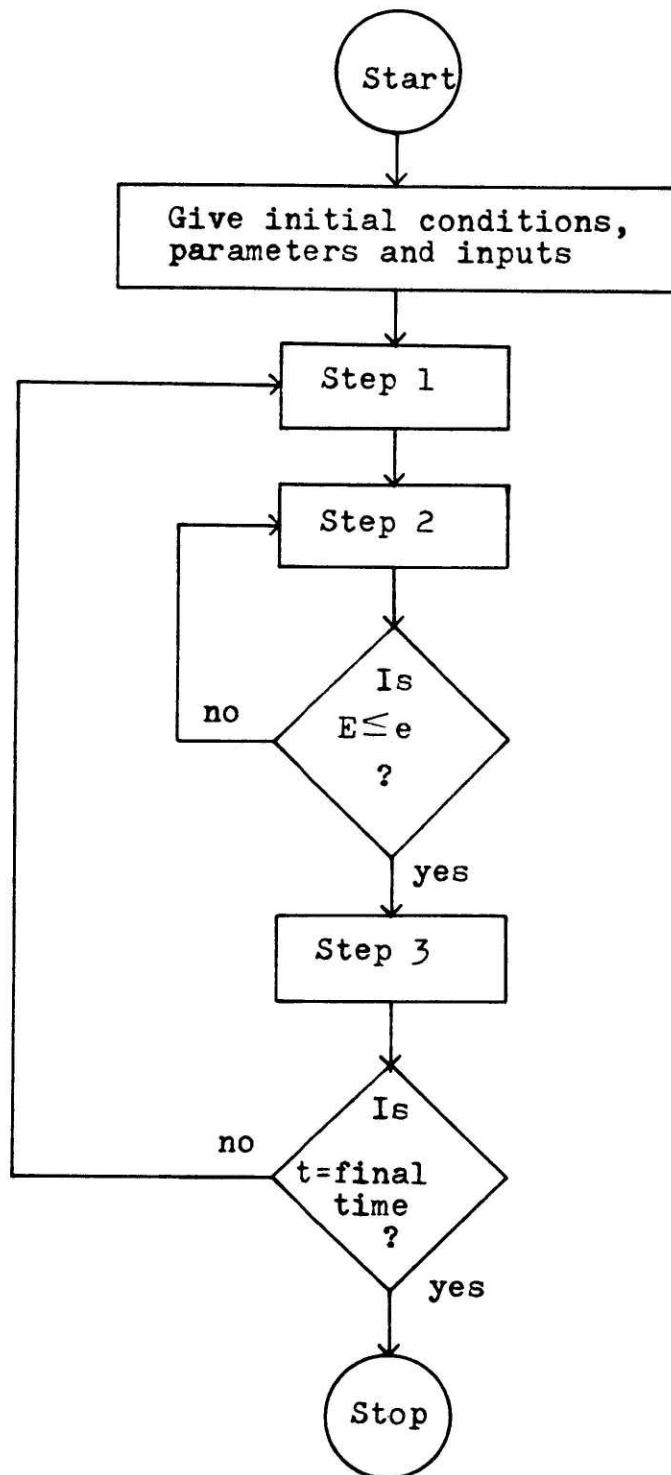 Start
Give initial conditions,
parameters and inputs
Step 1
Step 2
Is
E≦e
?
no
yes
Step 3
Is
t=final
time
?
no
yes
Stop